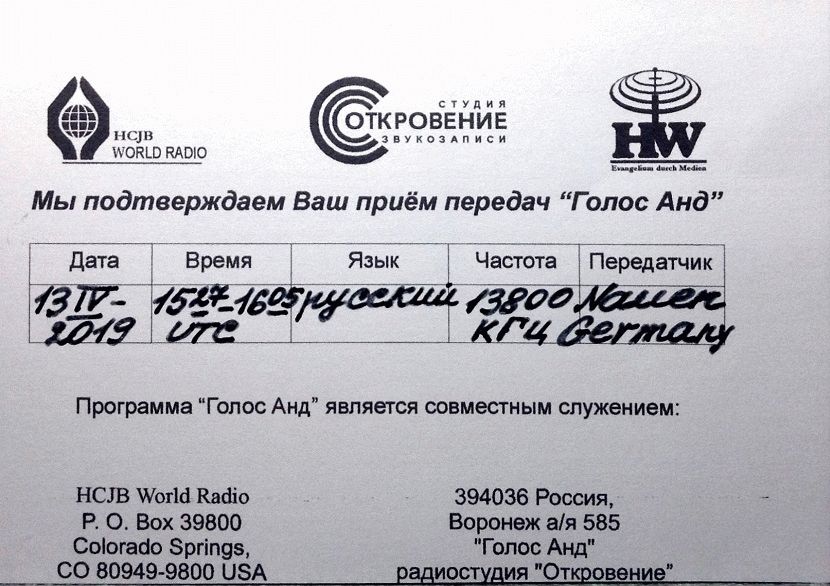 HCJB
WORLD RADIO
СТУДИЯ
ОТКРОВЕНИЕ
ЗВУКОЗАПИСИ
HW
Evangelium durch Medien
Мы подтверждаем Ваш приём передач “Голос Анд”
Дата Время Язык Частота Передатчик
13 IV- 1527-1605 русский 13800 Nauen
2019 UTC кГц Germany
Программа “Голос Анд” является совместным служением:
HCJB World Radio
P. O. Box 39800
Colorado Springs,
CO 80949-9800 USA
394036 Россия,
Воронеж а/я 585
"Голос Анд"
радиостудия "Откровение"